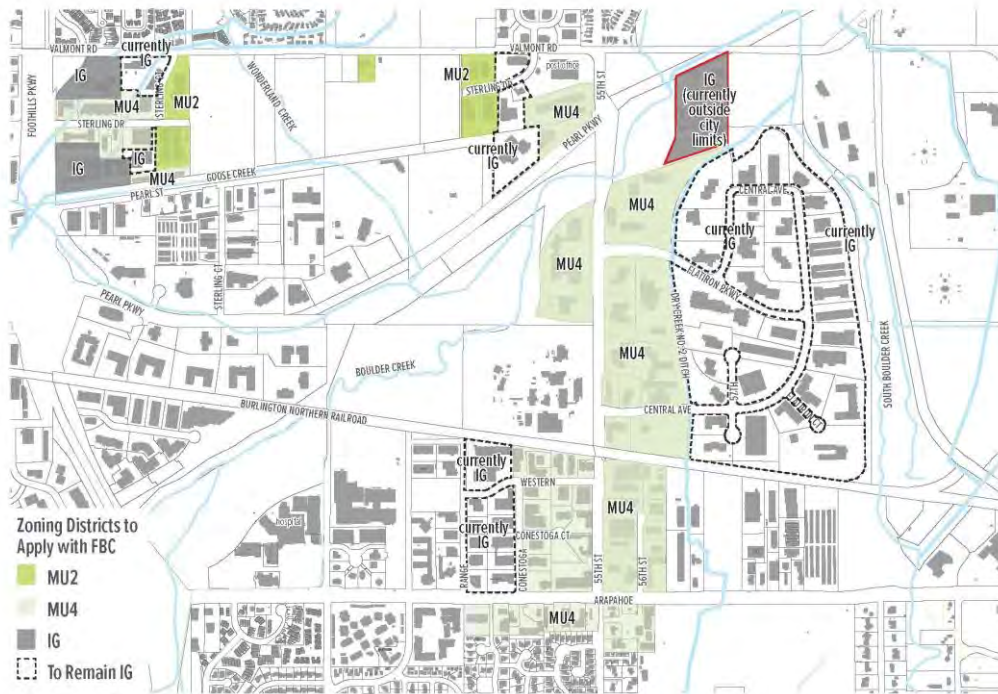 VALMONT RD
currently
IG
VALMONT RD
IG
MU2
MU2
post office
STERLING DR
FOOTHILLS PKWY
WONDERLAND CREEK
55TH ST
IG
(currently
outside
city
limits)
MU4
STERLING DR
MU4
PEARL PKWY
currently
IG
IG
IG
MU4
GOOSE CREEK
PEARL ST
MU4
CENTRAL AVE
currently
IG
currently
IG
STERLING CT
MU4
FLATIRON PKWY
PEARL PKWY
DRY CREEK NO. 2 DITCH
SOUTH BOULDER CREEK
BOULDER CREEK
MU4
57TH
BURLINGTON NORTHERN RAILROAD
CENTRAL AVE
currently
IG
WESTERN
hospital
currently
IG
CONESTOGA CT
MU4
RANGE
CONESTOGA
55TH ST
56TH ST
ARAPAHOE
MU4
Zoning Districts to
Apply with FBC
MU2
MU4
IG
To Remain IG